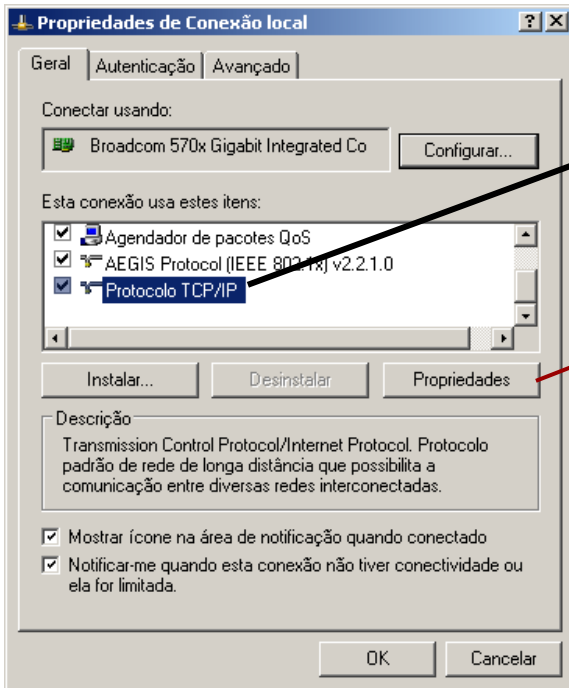 Propriedades de Conexão local
Geral Autenticação Avançado
Conectar usando:
Broadcom 570x Gigabit Integrated Co Configurar...
Esta conexão usa estes itens:
Agendador de pacotes QoS
AEGIS Protocol (IEEE 802.1x) v2.2.1.0
Protocolo TCP/IP
Instalar... Desinstalar Propriedades
Descrição
Transmission Control Protocol/Internet Protocol. Protocolo
padrão de rede de longa distância que possibilita a
comunicação entre diversas redes interconectadas.
Mostrar ícone na área de notificação quando conectado
Notificar-me quando esta conexão não tiver conectividade ou
ela for limitada.
OK Cancelar